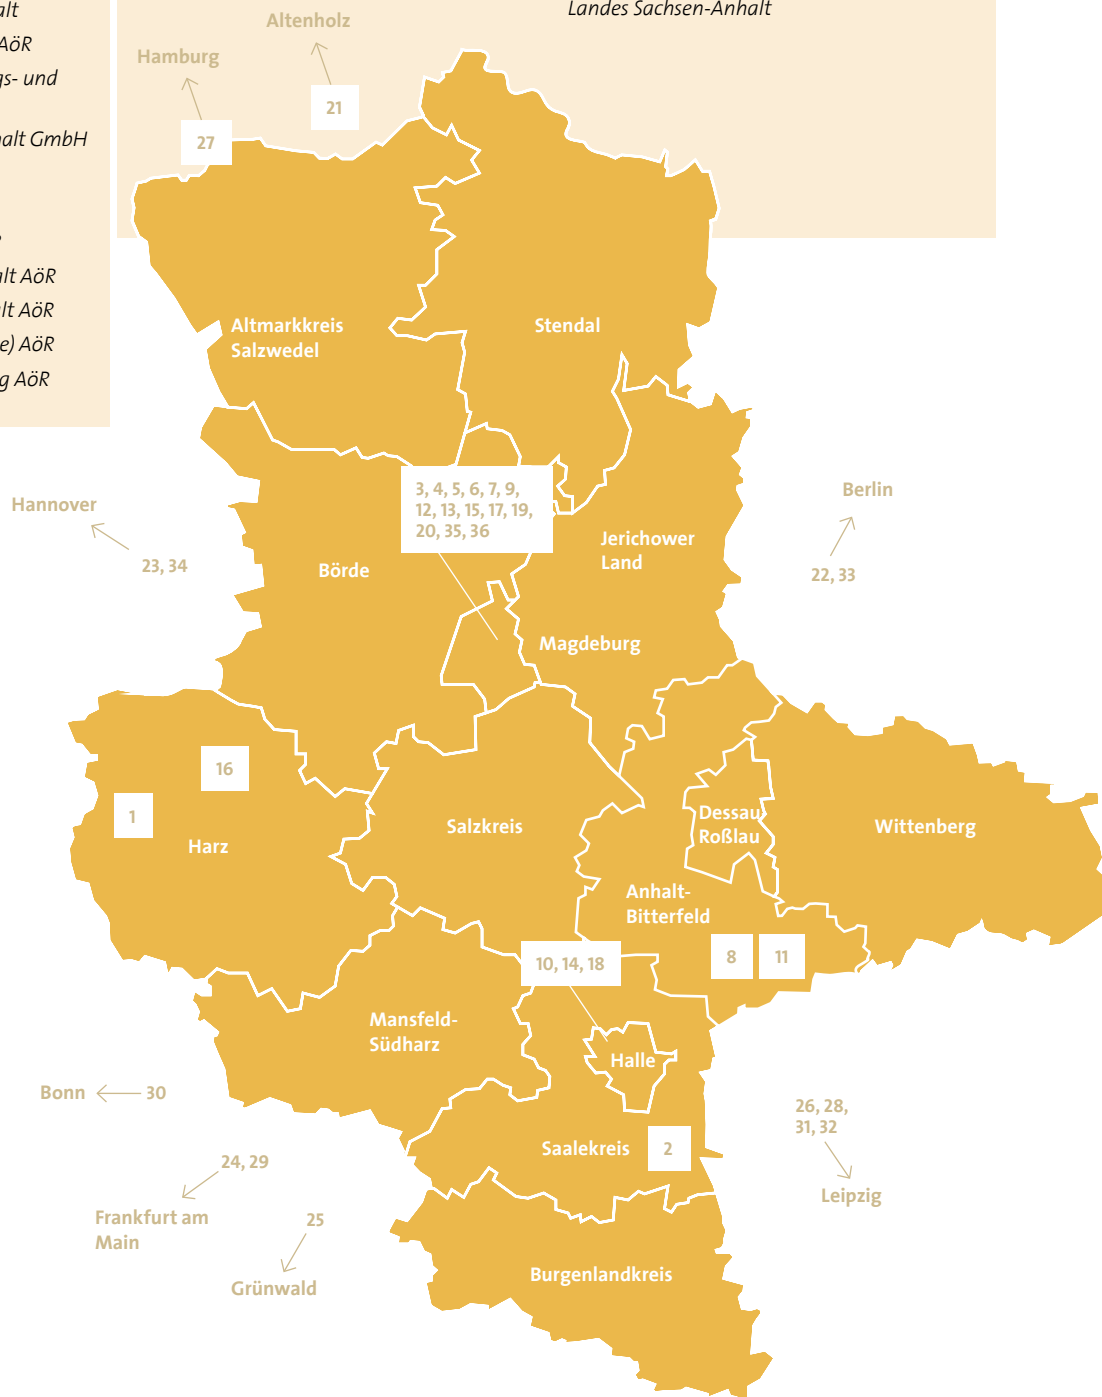 alt
AöR
gs- und
halt GmbH
alt AöR
lt AöR
e) AöR
g AöR
Landes Sachsen-Anhalt
Altenholz
Hamburg
21
27
Altmarkkreis
Salzwedel
Stendal
Hannover
23, 34
3, 4, 5, 6, 7, 9,
12, 13, 15, 17, 19,
20, 35, 36
Berlin
22, 33
Jerichower
Land
Börde
Magdeburg
16
1
Harz
Salzkreis
Dessau
Roßlau
Wittenberg
Anhalt-
Bitterfeld
8
11
10, 14, 18
Mansfeld-
Südharz
Halle
Bonn
30
26, 28,
31, 32
Leipzig
Saalekreis
2
24, 29
Frankfurt am
Main
25
Grünwald
Burgenlandkreis